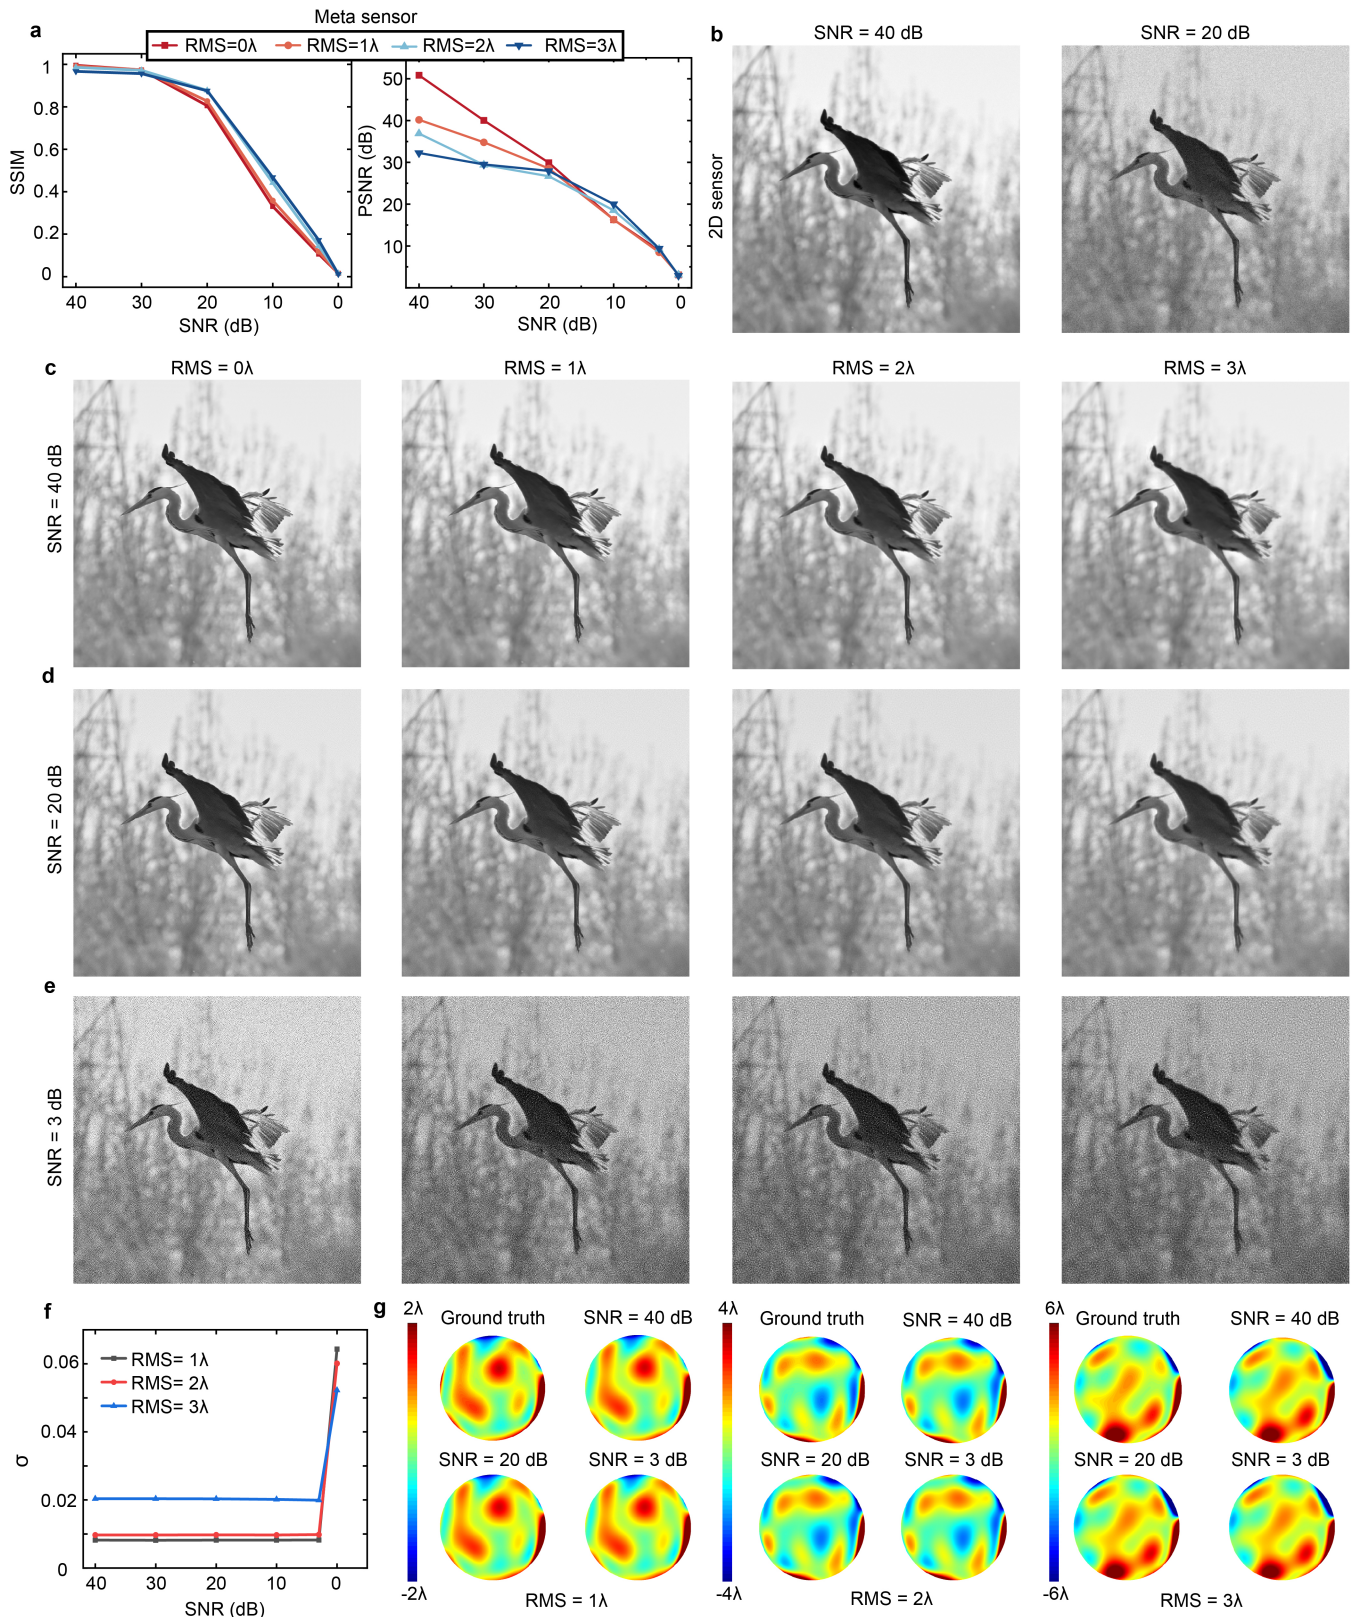 a
Meta sensor
RMS=0λ RMS=1λ RMS=2λ RMS=3λ
SSIM
1
0.8
0.6
0.4
0.2
0
40 30 20 10 0
SNR (dB)
PSNR (dB)
50
40
30
20
10
40 30 20 10 0
SNR (dB)
b
SNR = 40 dB SNR = 20 dB
2D sensor
c
RMS = 0λ RMS = 1λ RMS = 2λ RMS = 3λ
SNR = 40 dB
d
SNR = 20 dB
e
SNR = 3 dB
f
RMS= 1λ
RMS= 2λ
RMS= 3λ
σ
0.06
0.04
0.02
0
40 30 20 10 0
SNR (dB)
g
2λ
-2λ
Ground truth SNR = 40 dB
SNR = 20 dB SNR = 3 dB
RMS = 1λ
4λ
-4λ
Ground truth SNR = 40 dB
SNR = 20 dB SNR = 3 dB
RMS = 2λ
6λ
-6λ
Ground truth SNR = 40 dB
SNR = 20 dB SNR = 3 dB
RMS = 3λ